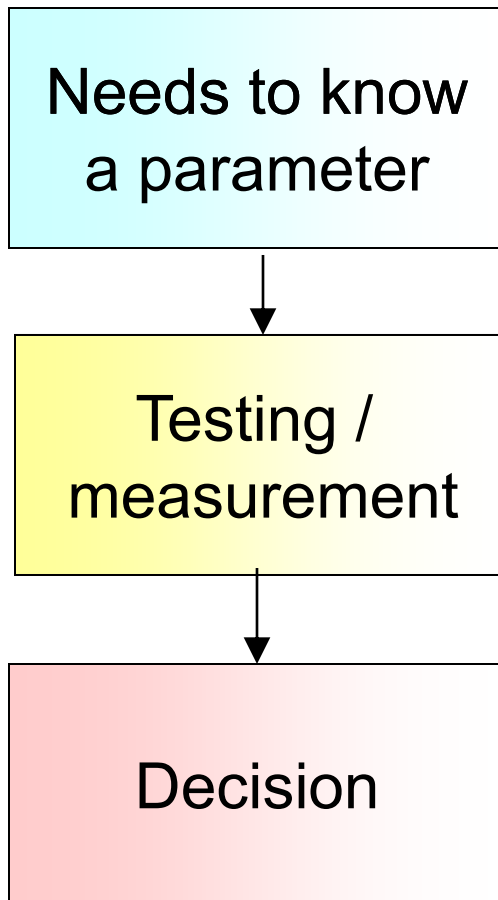 Needs to know
a parameter
Testing /
measurement
Decision